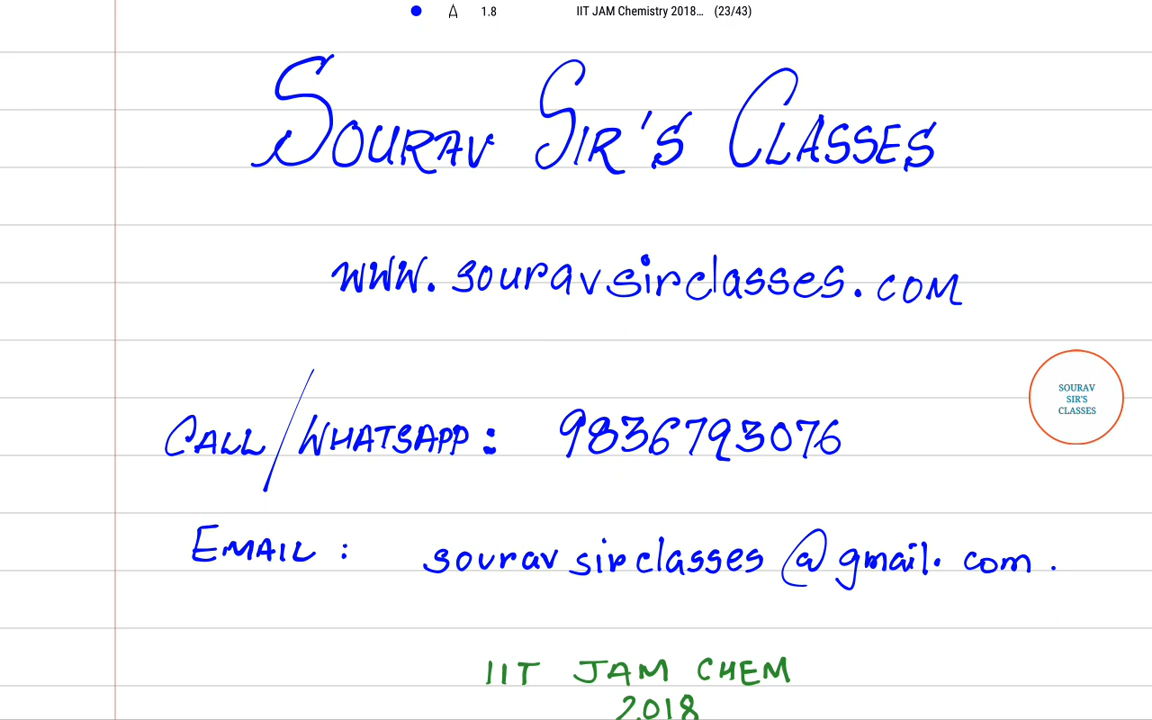 1.8 IIT JAM Chemistry 2018... (23/43)
SOURAV SIR'S CLASSES
www.souravsirclasses.com
CALL/WHATSAPP: 9836793076
SOURAV
SIR'S
CLASSES
EMAIL: souravsirclasses@gmail.com.
IIT JAM CHEM
2018